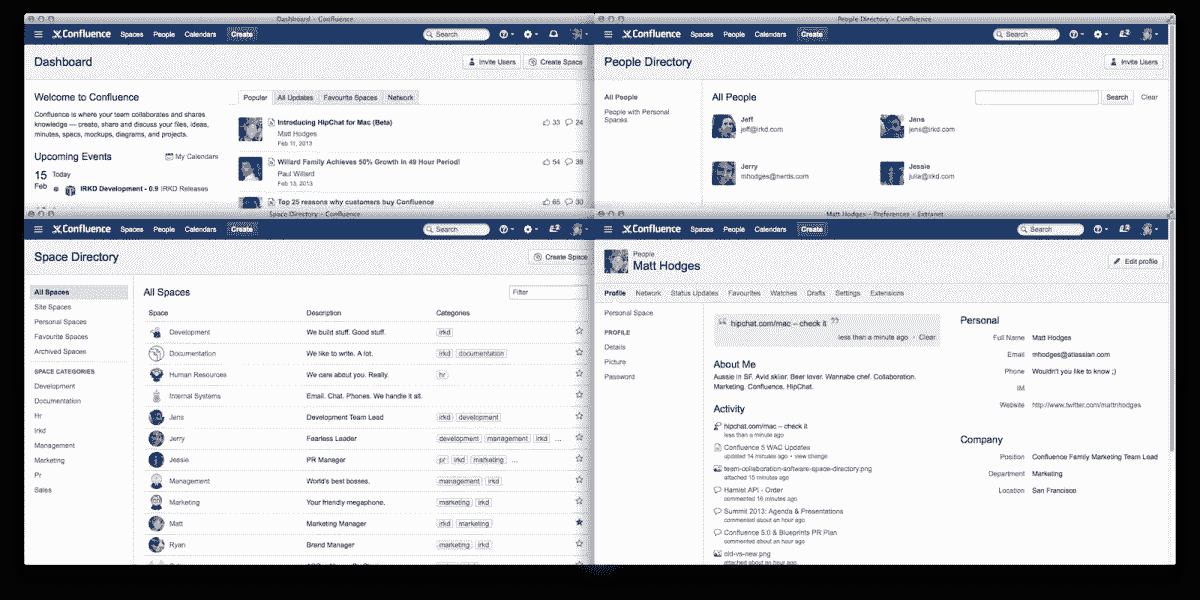 Dashboard - Confluence
Confluence Spaces People Calendars Create Search
Dashboard
Invite Users Create Space
Welcome to Confluence
Confluence is where your team collaborates and shares
knowledge — create, share and discuss your files, ideas,
minutes, specs, mockups, diagrams, and projects.
Upcoming Events My Calendars
15 Today
Feb
IRKD Development - 0.9 IRKD Releases
Popular All Updates Favourite Spaces Network
Introducing HipChat for Mac (Beta) 33 24
Matt Hodges
Feb 11, 2013
Willard Family Achieves 50% Growth in 49 Hour Period! 54 39
Paul Willard
Feb 13, 2013
Top 25 reasons why customers buy Confluence 65 30
People Directory - Confluence
Confluence Spaces People Calendars Create Search
People Directory
Invite Users
All People
People with Personal
Spaces
All People
Search Clear
Jeff
jeff@irkd.com
Jens
jens@irkd.com
Jerry
mhodges@nerds.com
Jessie
julia@irkd.com
Space Directory - Confluence
Confluence Spaces People Calendars Create Search
Space Directory
Create Space
All Spaces
Site Spaces
Personal Spaces
Favourite Spaces
Archived Spaces
SPACE CATEGORIES
Development
Documentation
Hr
Irkd
Management
Marketing
Pr
Sales
All Spaces
Filter
Space Description Categories
Development We build stuff. Good stuff. irkd
Documentation We like to write. A lot. irkd documentation
Human Resources We care about you. Really. hr
Internal Systems Email. Chat. Phones. We handle it all.
Jens Development Team Lead irkd development
Jerry Fearless Leader development management irkd ...
Jessie PR Manager pr irkd marketing ...
Management World's best bosses. management irkd
Marketing Your friendly megaphone. marketing irkd
Matt Marketing Manager irkd marketing
Ryan Brand Manager marketing irkd
Matt Hodges - Preferences - Extranet
Confluence Spaces People Calendars Create Search
People
Matt Hodges
Edit profile
Profile Network Status Updates Favourites Watches Drafts Settings Extensions
Personal Space
PROFILE
Details
Picture
Password
“ hipchat.com/mac – check it ”
less than a minute ago • Clear
About Me
Aussie in SF. Avid skiier. Beer lover. Wannabe chef. Collaboration.
Marketing. Confluence. HipChat.
Activity
hipchat.com/mac – check it
less than a minute ago
Confluence 5 WAC Updates
updated 14 minutes ago • view change
team-collaboration-software-space-directory.png
attached 15 minutes ago
Hamlet API - Order
commented 16 minutes ago
Summit 2013: Agenda & Presentations
commented about an hour ago
Confluence 5.0 & Blueprints PR Plan
commented about an hour ago
old-vs-new.png
attached about an hour ago
Personal
Full Name Matt Hodges
Email mhodges@atlassian.com
Phone Wouldn't you like to know ;)
IM
Website http://www.twitter.com/mattnhodges
Company
Position Confluence Family Marketing Team Lead
Department Marketing
Location San Francisco